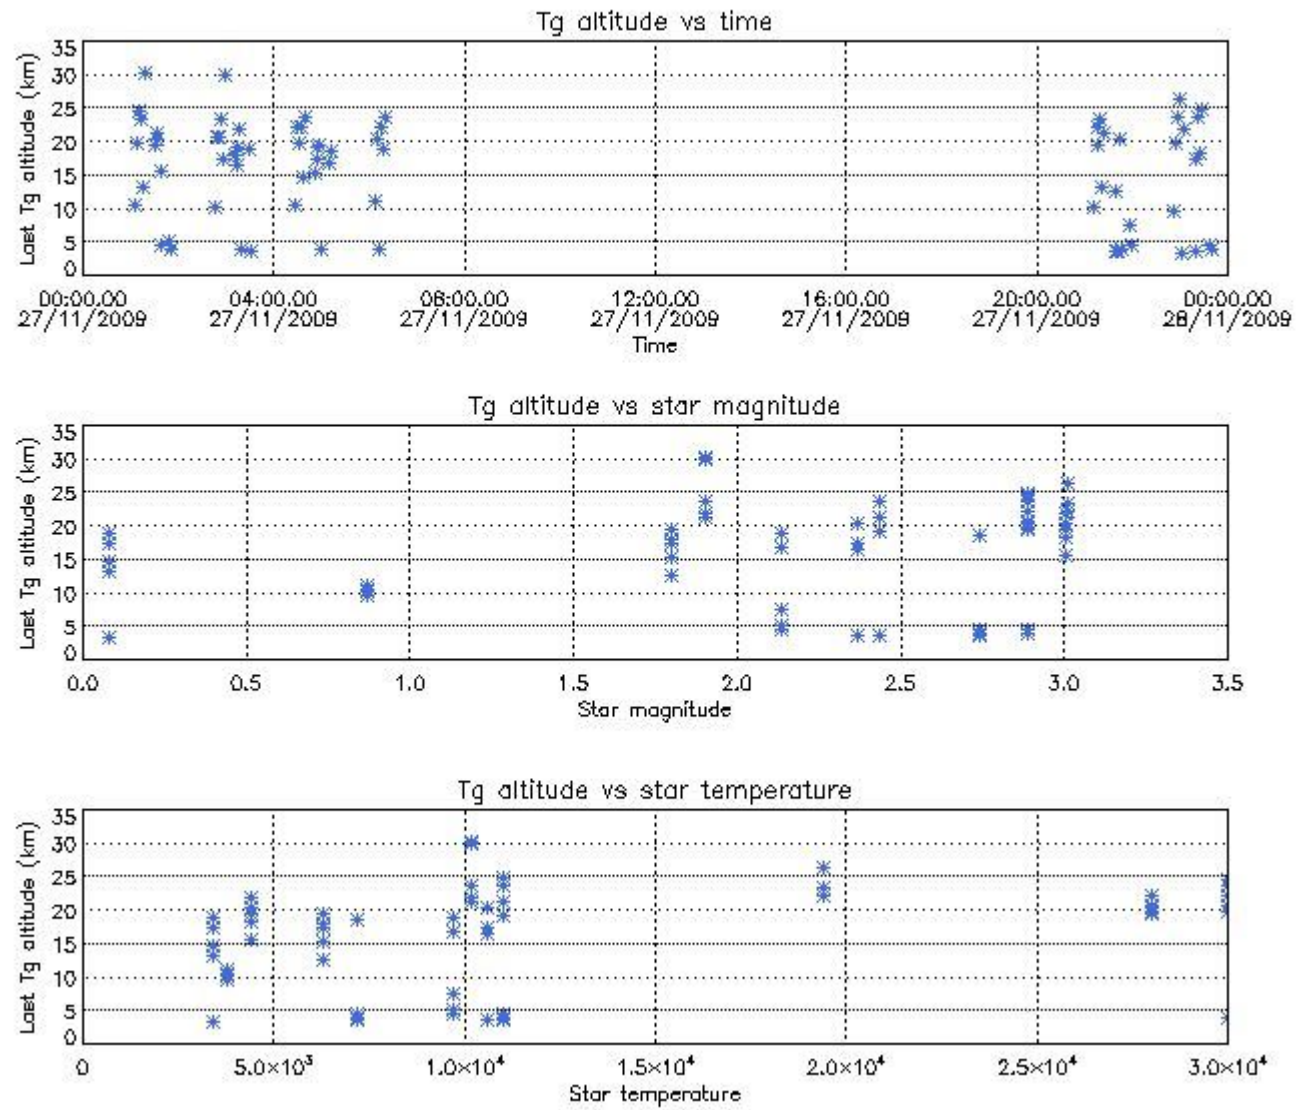 Tg altitude vs time
Last Tg altitude (km)
35
30
25
20
15
10
5
0
00:00.00 04:00.00 08:00.00 12:00.00 16:00.00 20:00.00 00:00.00
27/11/2009 27/11/2009 27/11/2009 27/11/2009 27/11/2009 27/11/2009 28/11/2009
Time
Tg altitude vs star magnitude
Last Tg altitude (km)
35
30
25
20
15
10
5
0
0.0 0.5 1.0 1.5 2.0 2.5 3.0 3.5
Star magnitude
Tg altitude vs star temperature
Last Tg altitude (km)
35
30
25
20
15
10
5
0
0 5.0×10³ 1.0×10⁴ 1.5×10⁴ 2.0×10⁴ 2.5×10⁴ 3.0×10⁴
Star temperature